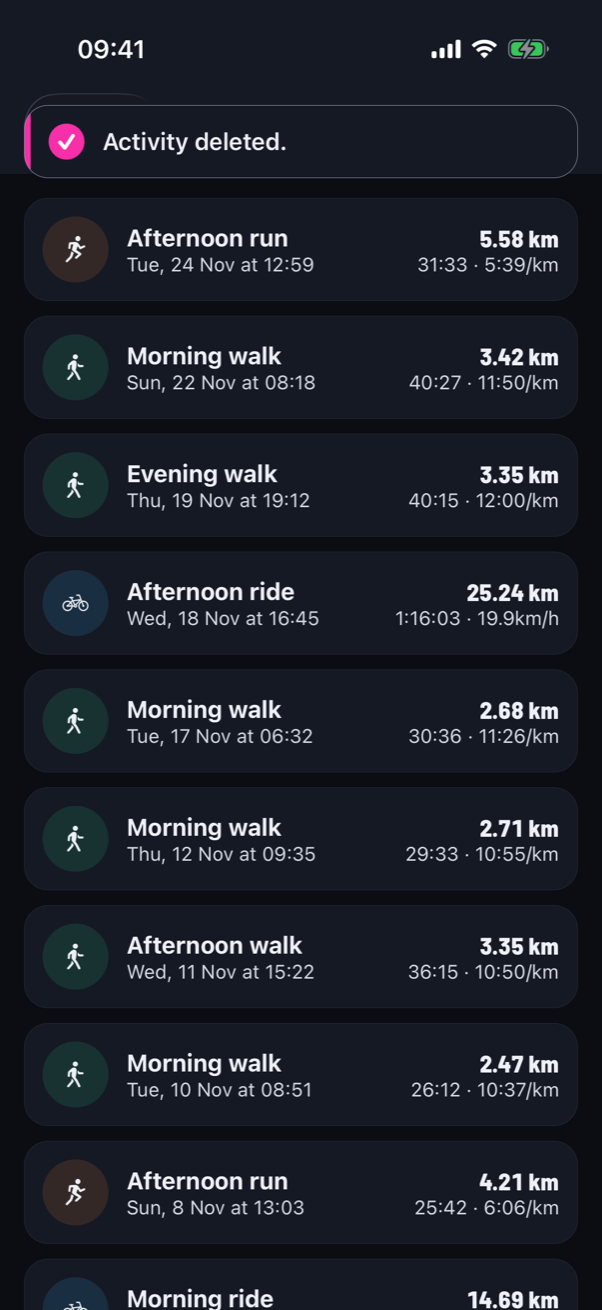 09:41
Activity deleted.
Afternoon run
5.58 km
Tue, 24 Nov at 12:59
31:33 · 5:39/km
Morning walk
3.42 km
Sun, 22 Nov at 08:18
40:27 · 11:50/km
Evening walk
3.35 km
Thu, 19 Nov at 19:12
40:15 · 12:00/km
Afternoon ride
25.24 km
Wed, 18 Nov at 16:45
1:16:03 · 19.9km/h
Morning walk
2.68 km
Tue, 17 Nov at 06:32
30:36 · 11:26/km
Morning walk
2.71 km
Thu, 12 Nov at 09:35
29:33 · 10:55/km
Afternoon walk
3.35 km
Wed, 11 Nov at 15:22
36:15 · 10:50/km
Morning walk
2.47 km
Tue, 10 Nov at 08:51
26:12 · 10:37/km
Afternoon run
4.21 km
Sun, 8 Nov at 13:03
25:42 · 6:06/km
Morning ride
14.69 km